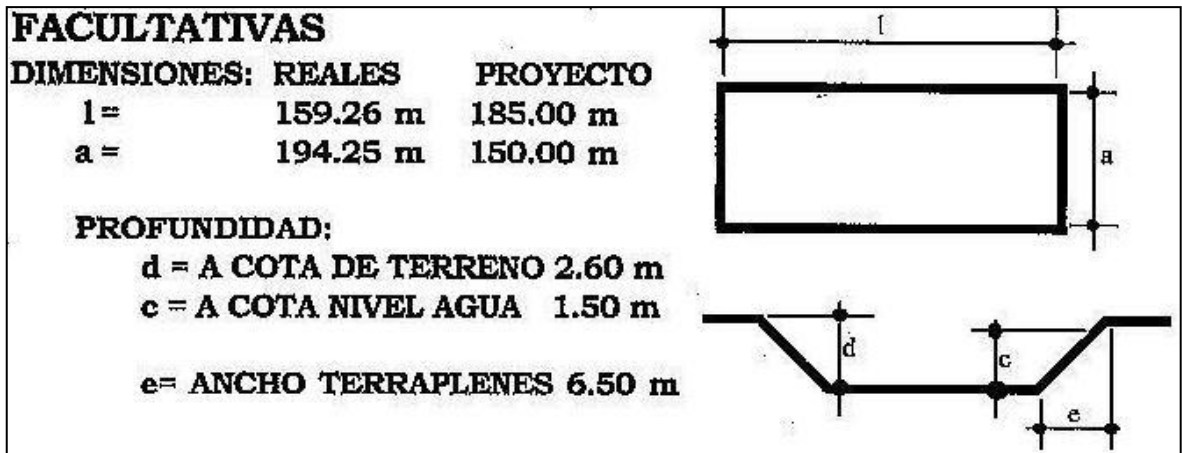 FACULTATIVAS
DIMENSIONES: REALES PROYECTO
l= 159.26 m 185.00 m
a= 194.25 m 150.00 m
PROFUNDIDAD:
d = A COTA DE TERRENO 2.60 m
c = A COTA NIVEL AGUA 1.50 m
e= ANCHO TERRAPLENES 6.50 m
l
a
d
c
e